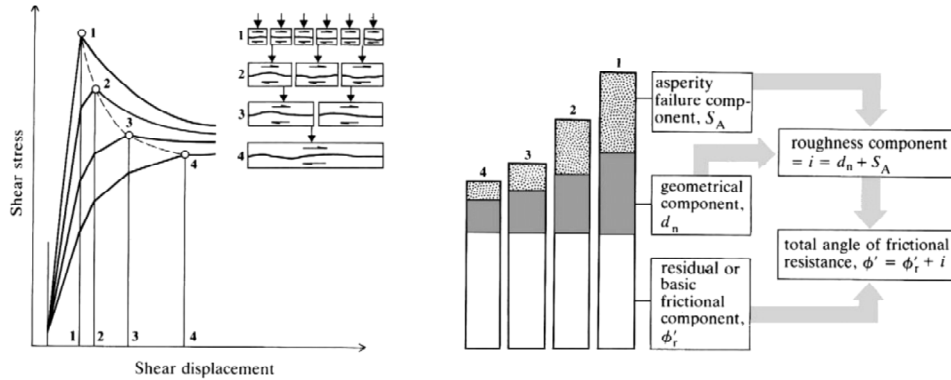 Shear stress
1
2
3
4
1 2 3 4
Shear displacement
1
2
3
4
4
3
2
1
asperity
failure com-
ponent, S_A
geometrical
component,
d_n
residual or
basic
frictional
component,
ϕ′_r
roughness component
= i = d_n + S_A
total angle of frictional
resistance, ϕ′ = ϕ′_r + i